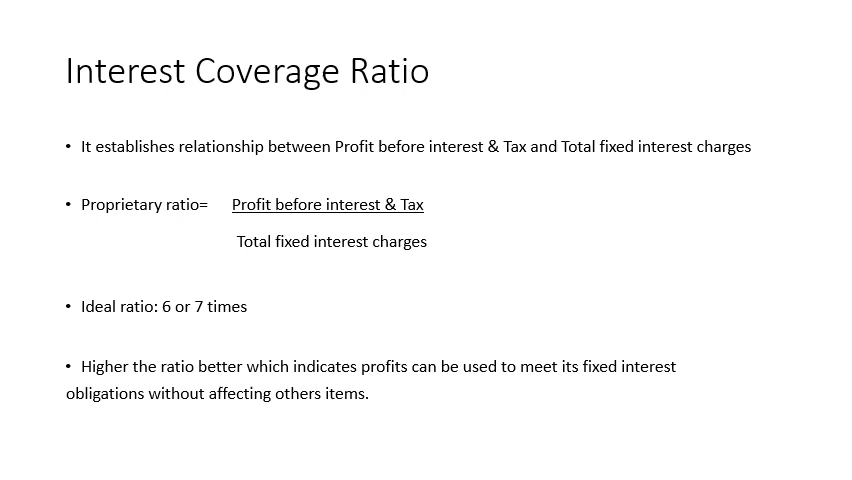 Interest Coverage Ratio
• It establishes relationship between Profit before interest & Tax and Total fixed interest charges
• Proprietary ratio= Profit before interest & Tax
Total fixed interest charges
• Ideal ratio: 6 or 7 times
• Higher the ratio better which indicates profits can be used to meet its fixed interest
obligations without affecting others items.